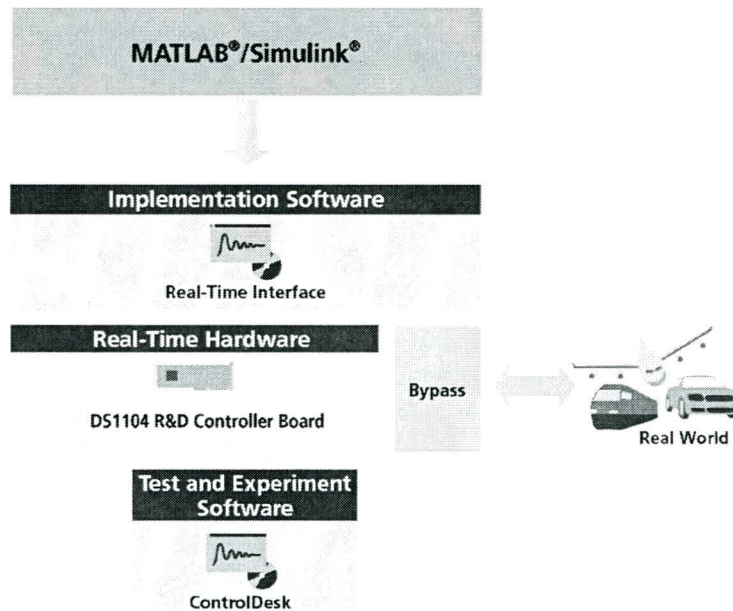 MATLAB®/Simulink®
Implementation Software
Real-Time Interface
Real-Time Hardware
DS1104 R&D Controller Board
Bypass
Real World
Test and Experiment
Software
ControlDesk